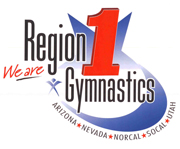 Region 1
We are
Gymnastics
ARIZONA★NEVADA★NORCAL★SOCAL★UTAH